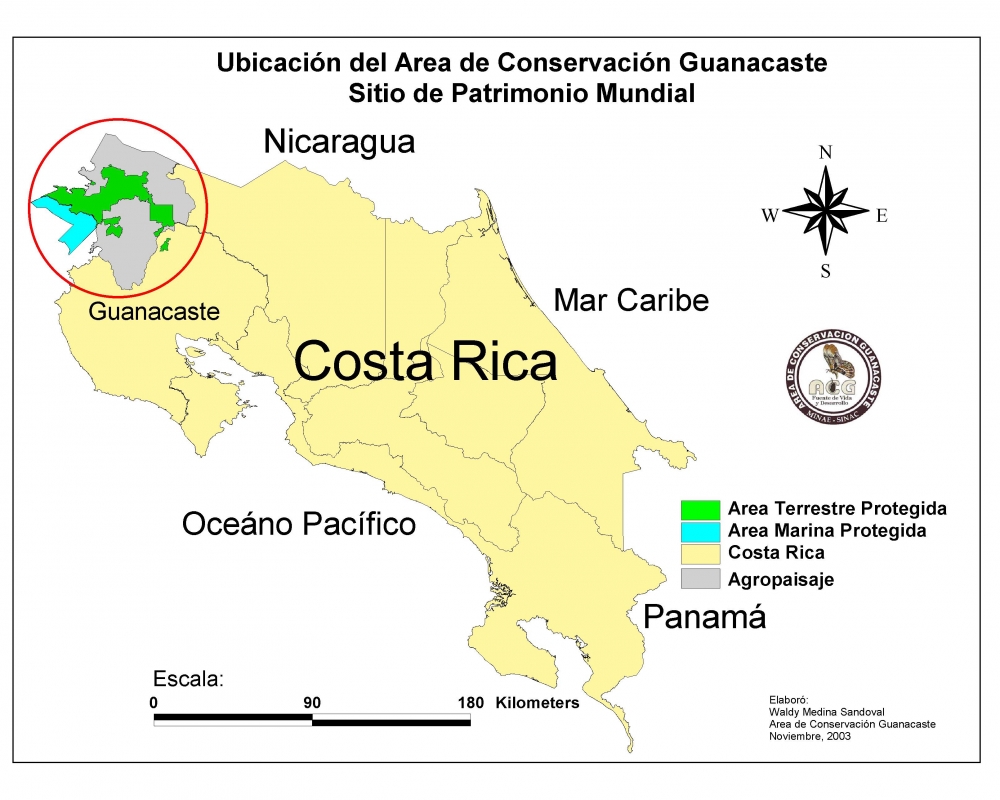 Ubicación del Area de Conservación Guanacaste
Sitio de Patrimonio Mundial
Nicaragua
N
W
E
S
Mar Caribe
Guanacaste
Costa Rica
AREA DE CONSERVACION GUANACASTE
ACG
Fuente de Vida
y Desarrollo
MINAE - SINAC
Oceáno Pacífico
Area Terrestre Protegida
Area Marina Protegida
Costa Rica
Agropaisaje
Panamá
Escala:
0 90 180 Kilometers
Elaboró:
Waldy Medina Sandoval
Area de Conservación Guanacaste
Noviembre, 2003